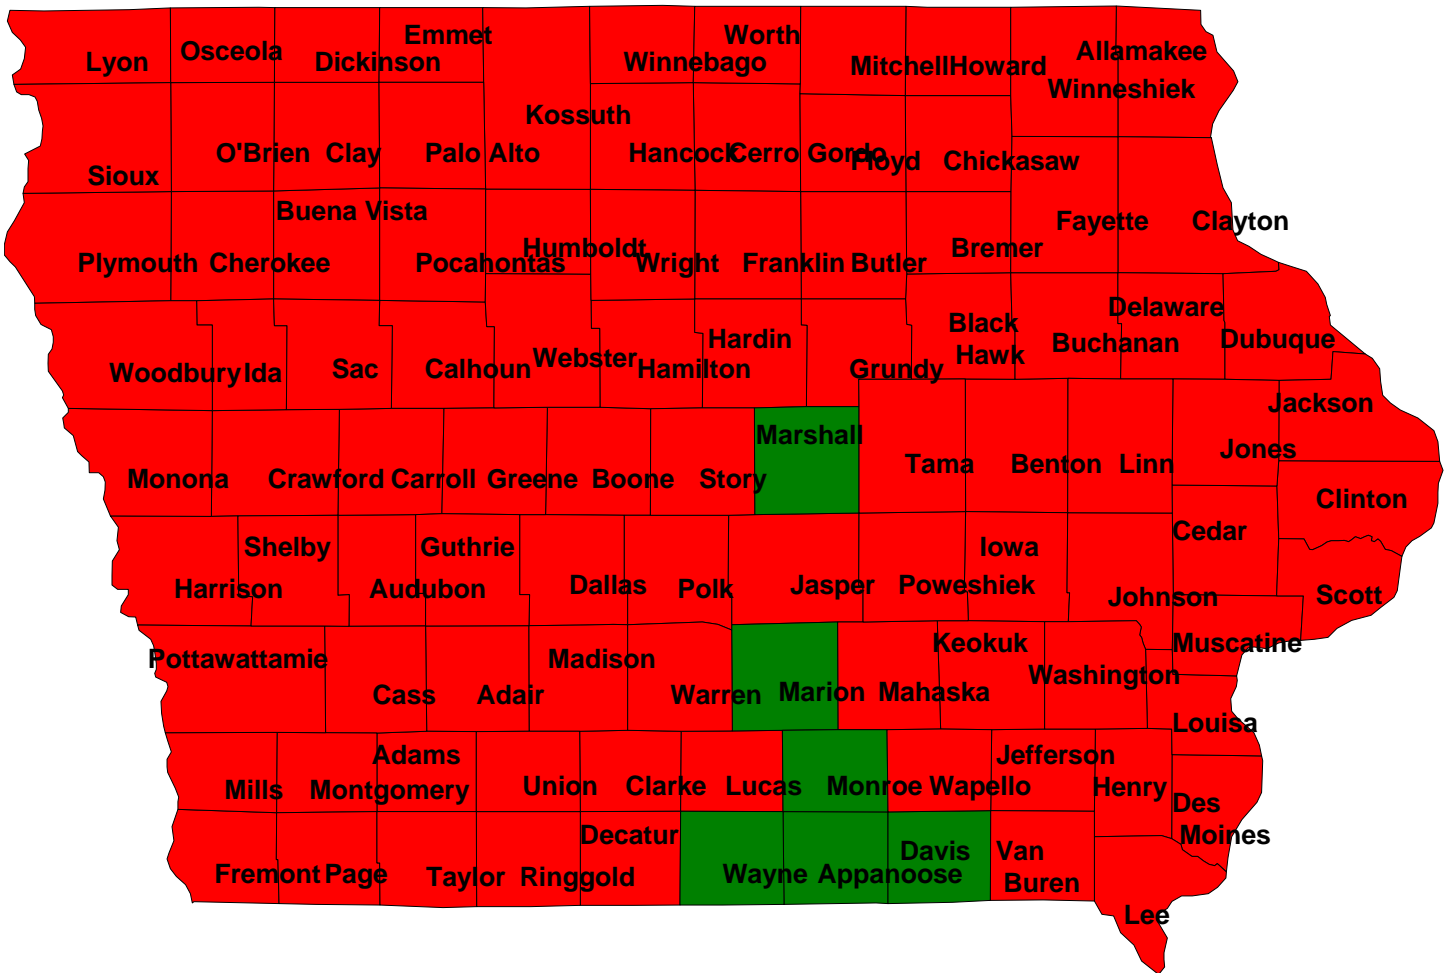 Emmet
Worth
Lyon
Osceola
Dickinson
Winnebago
Mitchell
Howard
Allamakee
Winneshiek
Kossuth
Sioux
O'Brien
Clay
Palo Alto
Hancock
Cerro Gordo
Floyd
Chickasaw
Buena Vista
Fayette
Clayton
Plymouth
Cherokee
Pocahontas
Humboldt
Wright
Franklin
Butler
Bremer
Black
Hawk
Delaware
Buchanan
Dubuque
Woodbury
Ida
Sac
Calhoun
Webster
Hamilton
Hardin
Grundy
Jackson
Marshall
Jones
Monona
Crawford
Carroll
Greene
Boone
Story
Tama
Benton
Linn
Clinton
Cedar
Shelby
Guthrie
Iowa
Harrison
Audubon
Dallas
Polk
Jasper
Poweshiek
Johnson
Scott
Muscatine
Keokuk
Pottawattamie
Madison
Cass
Adair
Warren
Marion
Mahaska
Washington
Louisa
Adams
Jefferson
Mills
Montgomery
Union
Clarke
Lucas
Monroe
Wapello
Henry
Des
Moines
Decatur
Davis
Van
Buren
Fremont
Page
Taylor
Ringgold
Wayne
Appanoose
Lee